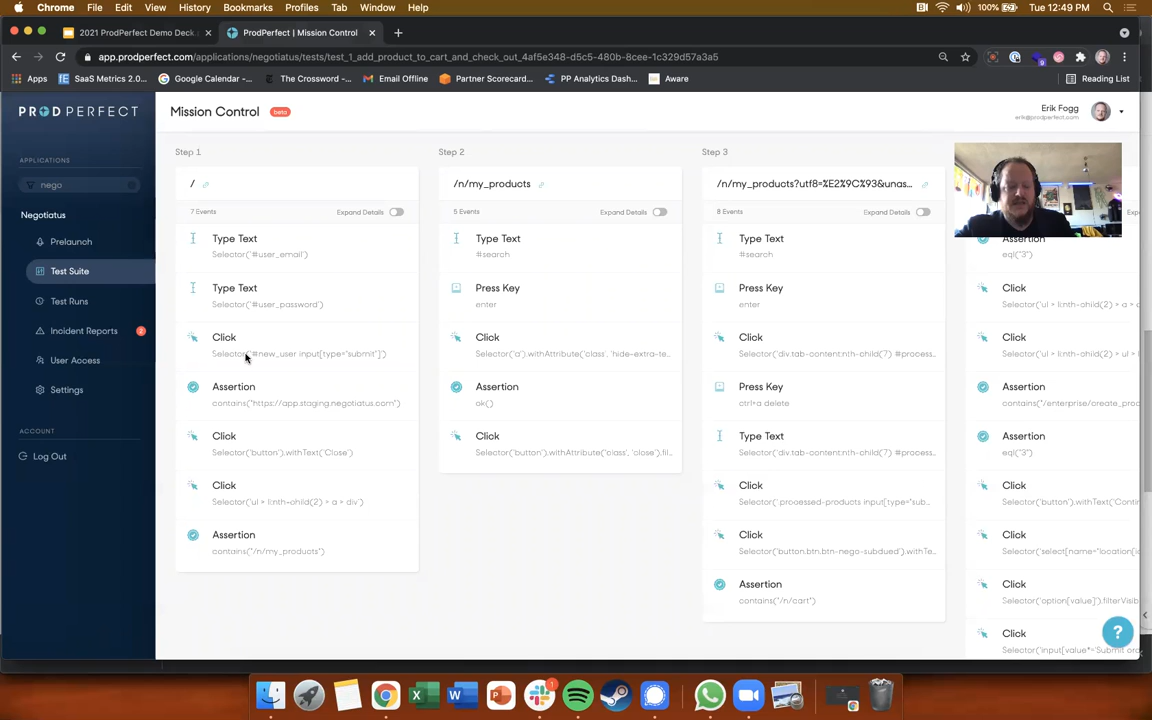 Chrome File Edit View History Bookmarks Profiles Tab Window Help 100% Tue 12:49 PM
2021 ProdPerfect Demo Deck. ProdPerfect | Mission Control
app.prodperfect.com/applications/negotiatus/tests/test_1_add_product_to_cart_and_check_out_4af5e348-d5c5-480b-8cee-1c329d57a3a5
Apps SaaS Metrics 2.0... Google Calendar -... The Crossword -... Email Offline Partner Scorecard... PP Analytics Dash... Aware Reading List
PRODPERFECT
Mission Control beta
Erik Fogg
erik@prodperfect.com
APPLICATIONS
nego
Negotiatus
Prelaunch
Test Suite
Test Runs
Incident Reports 2
User Access
Settings
ACCOUNT
Log Out
Step 1
/
7 Events Expand Details
Type Text
Selector('#user_email')
Type Text
Selector('#user_password')
Click
Selector('#new_user input[type="submit"]')
Assertion
contains("https://app.staging.negotiatus.com")
Click
Selector('button').withText('Close')
Click
Selector('ul > li:nth-child(2) > a + div')
Assertion
contains("/n/my_products")
Step 2
/n/my_products
5 Events Expand Details
Type Text
#search
Press Key
enter
Click
Selector('a').withAttribute('class', 'hide-extra-te...
Assertion
ok()
Click
Selector('button').withAttribute('class', 'close').fil...
Step 3
/n/my_products?utf8=%E2%9C%93&unas...
8 Events Expand Details
Type Text
#search
Press Key
enter
Click
Selector('div.tab-content:nth-child(7) #process...
Press Key
ctrl+a delete
Type Text
Selector('div.tab-content:nth-child(7) #process...
Click
Selector('.processed-products input[type="sub...
Click
Selector('button.btn.btn-nego-subdued').withTe...
Assertion
contains("/n/cart")
Assertion
eql("3")
Click
Selector('ul > li:nth-child(2) > a >
Click
Selector('ul > li:nth-child(2) > ul >
Assertion
contains("/enterprise/create_proc
Assertion
eql("3")
Click
Selector('button').withText('Conti
Click
Selector('select[name="location[i
Click
Selector('option[value]').filterVisib
Click
Selector('input[value*='Submit or
?
9
1